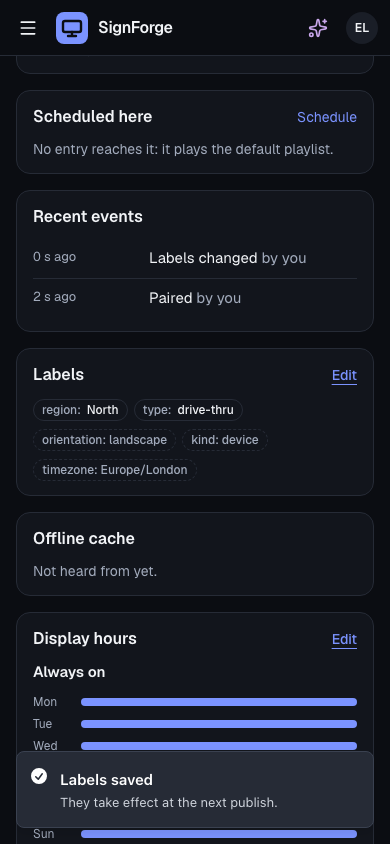 SignForge
EL
Scheduled here
Schedule
No entry reaches it: it plays the default playlist.
Recent events
0 s ago
Labels changed by you
2 s ago
Paired by you
Labels
Edit
region: North
type: drive-thru
orientation: landscape
kind: device
timezone: Europe/London
Offline cache
Not heard from yet.
Display hours
Edit
Always on
Mon
Tue
Wed
Labels saved
They take effect at the next publish.
Sun